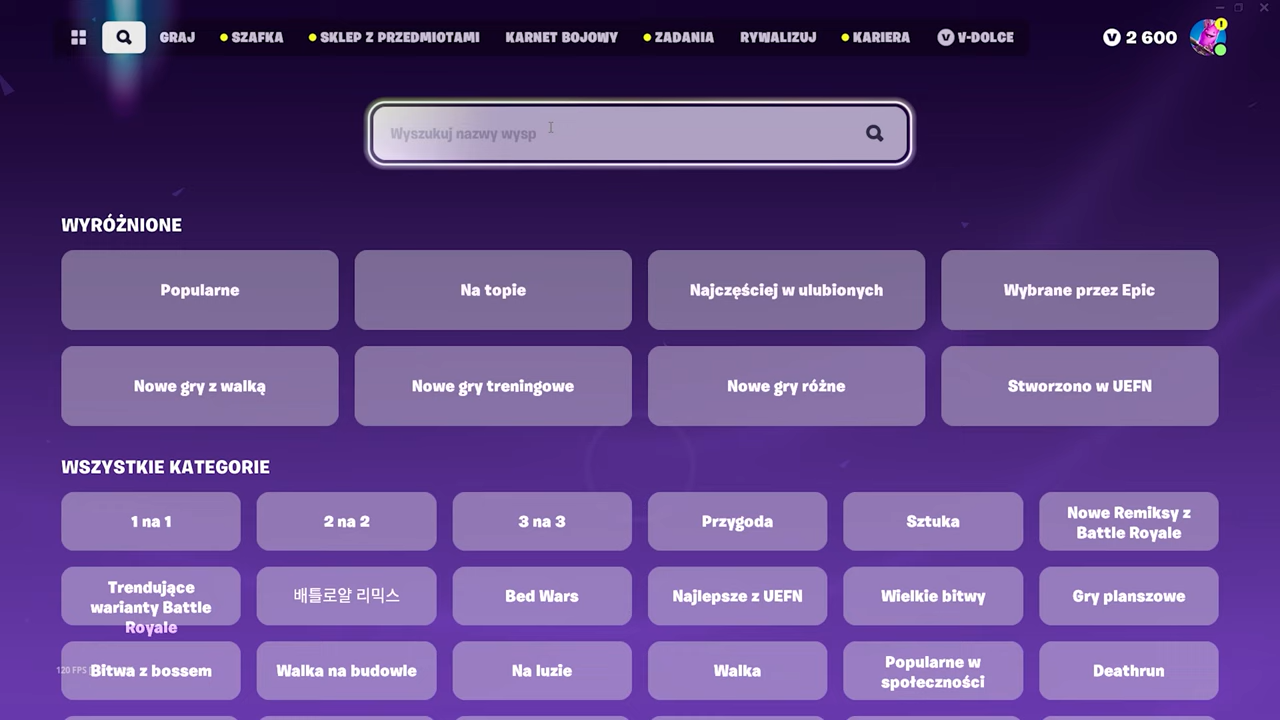 GRAJ
SZAFKA
SKLEP Z PRZEDMIOTAMI
KARNET BOJOWY
ZADANIA
RYWALIZUJ
KARIERA
V-DOLCE
2 600
Wyszukuj nazwy wysp
WYRÓŻNIONE
Popularne
Na topie
Najczęściej w ulubionych
Wybrane przez Epic
Nowe gry z walką
Nowe gry treningowe
Nowe gry różne
Stworzono w UEFN
WSZYSTKIE KATEGORIE
1 na 1
2 na 2
3 na 3
Przygoda
Sztuka
Nowe Remiksy z
Battle Royale
Trendujące
warianty Battle
Royale
배틀로얄 리믹스
Bed Wars
Najlepsze z UEFN
Wielkie bitwy
Gry planszowe
120 FPS
Bitwa z bossem
Walka na budowle
Na luzie
Walka
Popularne w
społeczności
Deathrun